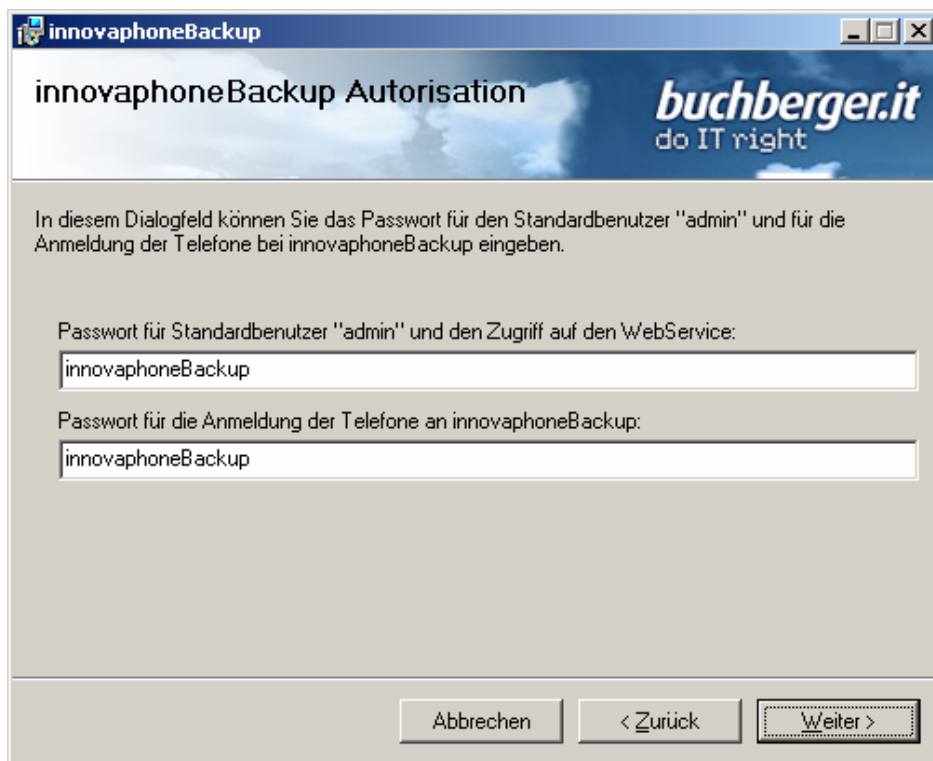 innovaphoneBackup
innovaphoneBackup Autorisation
buchberger.it
do IT right
In diesem Dialogfeld können Sie das Passwort für den Standardbenutzer "admin" und für die
Anmeldung der Telefone bei innovaphoneBackup eingeben.
Passwort für Standardbenutzer "admin" und den Zugriff auf den WebService:
innovaphoneBackup
Passwort für die Anmeldung der Telefone an innovaphoneBackup:
innovaphoneBackup
Abbrechen
< Zurück
Weiter >